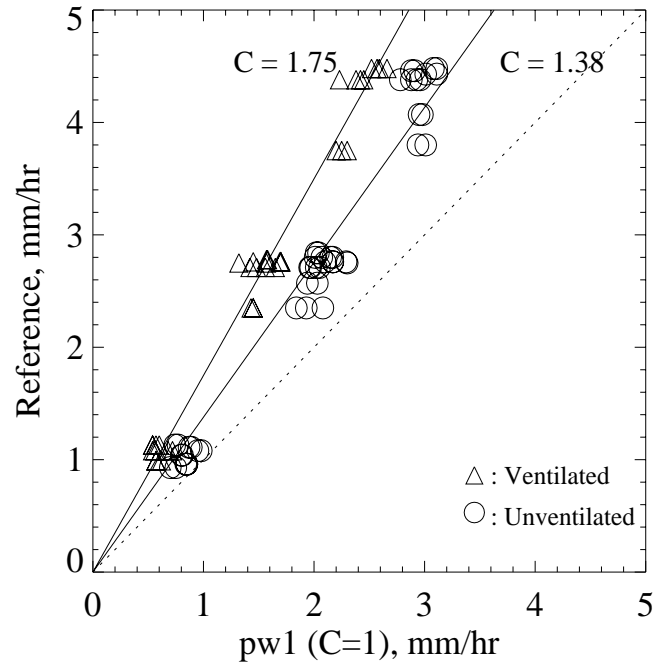 5
C = 1.75
C = 1.38
4
3
2
1
0
Reference, mm/hr
: Ventilated
: Unventilated
0 1 2 3 4 5
pw1 (C=1), mm/hr